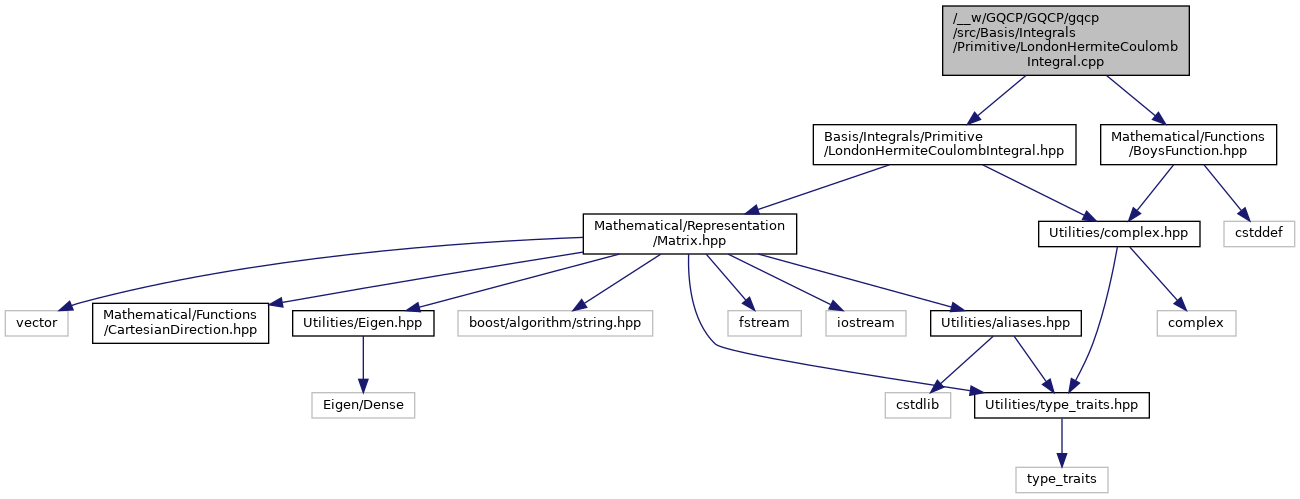 /__w/GQCP/GQCP/gqcp
/src/Basis/Integrals
/Primitive/LondonHermiteCoulomb
Integral.cpp
Basis/Integrals/Primitive
/LondonHermiteCoulombIntegral.hpp
Mathematical/Functions
/BoysFunction.hpp
Mathematical/Representation
/Matrix.hpp
Utilities/complex.hpp
cstddef
vector
Mathematical/Functions
/CartesianDirection.hpp
Utilities/Eigen.hpp
boost/algorithm/string.hpp
fstream
iostream
Utilities/aliases.hpp
complex
Eigen/Dense
cstdlib
Utilities/type_traits.hpp
type_traits